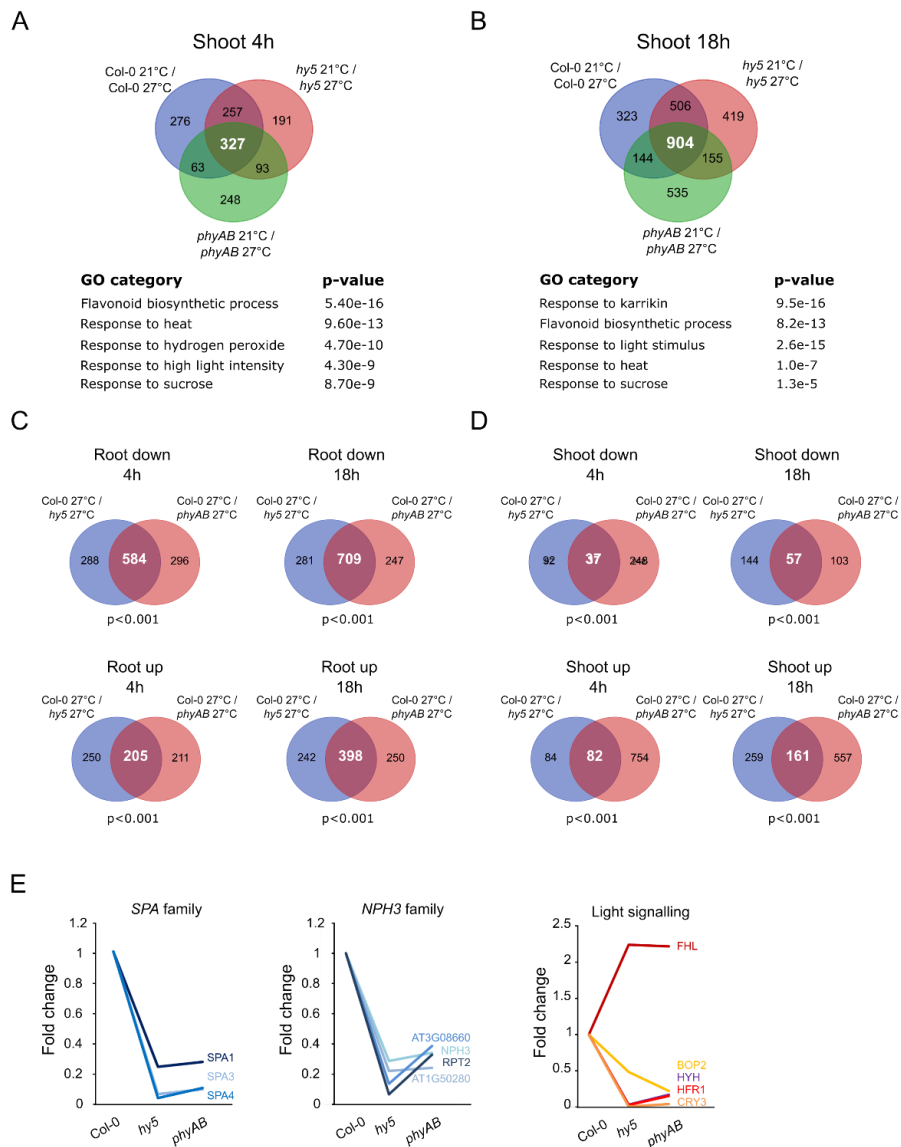 A
Shoot 4h
Col-0 21°C /
Col-0 27°C
hy5 21°C /
hy5 27°C
276
257
191
327
63
93
248
phyAB 21°C /
phyAB 27°C
GO category p-value
Flavonoid biosynthetic process 5.40e-16
Response to heat 9.60e-13
Response to hydrogen peroxide 4.70e-10
Response to high light intensity 4.30e-9
Response to sucrose 8.70e-9
B
Shoot 18h
Col-0 21°C /
Col-0 27°C
hy5 21°C /
hy5 27°C
323
506
419
904
144
155
535
phyAB 21°C /
phyAB 27°C
GO category p-value
Response to karrikin 9.5e-16
Flavonoid biosynthetic process 8.2e-13
Response to light stimulus 2.6e-15
Response to heat 1.0e-7
Response to sucrose 1.3e-5
C
Root down
4h
Col-0 27°C /
hy5 27°C
Col-0 27°C /
phyAB 27°C
288 584 296
p<0.001
Root down
18h
Col-0 27°C /
hy5 27°C
Col-0 27°C /
phyAB 27°C
281 709 247
p<0.001
Root up
4h
Col-0 27°C /
hy5 27°C
Col-0 27°C /
phyAB 27°C
250 205 211
p<0.001
Root up
18h
Col-0 27°C /
hy5 27°C
Col-0 27°C /
phyAB 27°C
242 398 250
p<0.001
D
Shoot down
4h
Col-0 27°C /
hy5 27°C
Col-0 27°C /
phyAB 27°C
37
p<0.001
Shoot down
18h
Col-0 27°C /
hy5 27°C
Col-0 27°C /
phyAB 27°C
144 57 103
p<0.001
Shoot up
4h
Col-0 27°C /
hy5 27°C
Col-0 27°C /
phyAB 27°C
84 82 754
p<0.001
Shoot up
18h
Col-0 27°C /
hy5 27°C
Col-0 27°C /
phyAB 27°C
259 161 557
p<0.001
E
SPA family
Fold change
1.2
1
0.8
0.6
0.4
0.2
0
SPA1
SPA3
SPA4
Col-0 hy5 phyAB
NPH3 family
Fold change
1.2
1
0.8
0.6
0.4
0.2
0
AT3G08660
NPH3
RPT2
AT1G50280
Col-0 hy5 phyAB
Light signalling
Fold change
2.5
2
1.5
1
0.5
0
FHL
BOP2
HYH
HFR1
CRY3
Col-0 hy5 phyAB